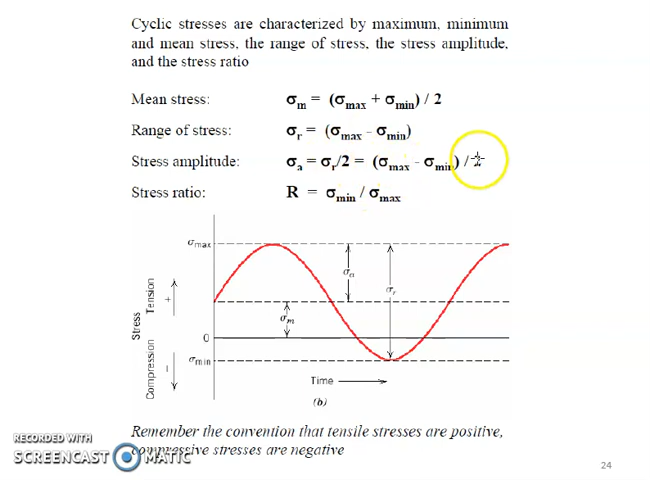 Cyclic stresses are characterized by maximum, minimum
and mean stress, the range of stress, the stress amplitude,
and the stress ratio
Mean stress: σm = (σmax + σmin) / 2
Range of stress: σr = (σmax - σmin)
Stress amplitude: σa = σr/2 = (σmax - σmin) / 2
Stress ratio: R = σmin / σmax
σmax
σa
σr
Tension
+
σm
Stress
0
Compression
–
σmin
Time
(b)
Remember the convention that tensile stresses are positive,
compressive stresses are negative
RECORDED WITH
SCREENCAST MATIC
24